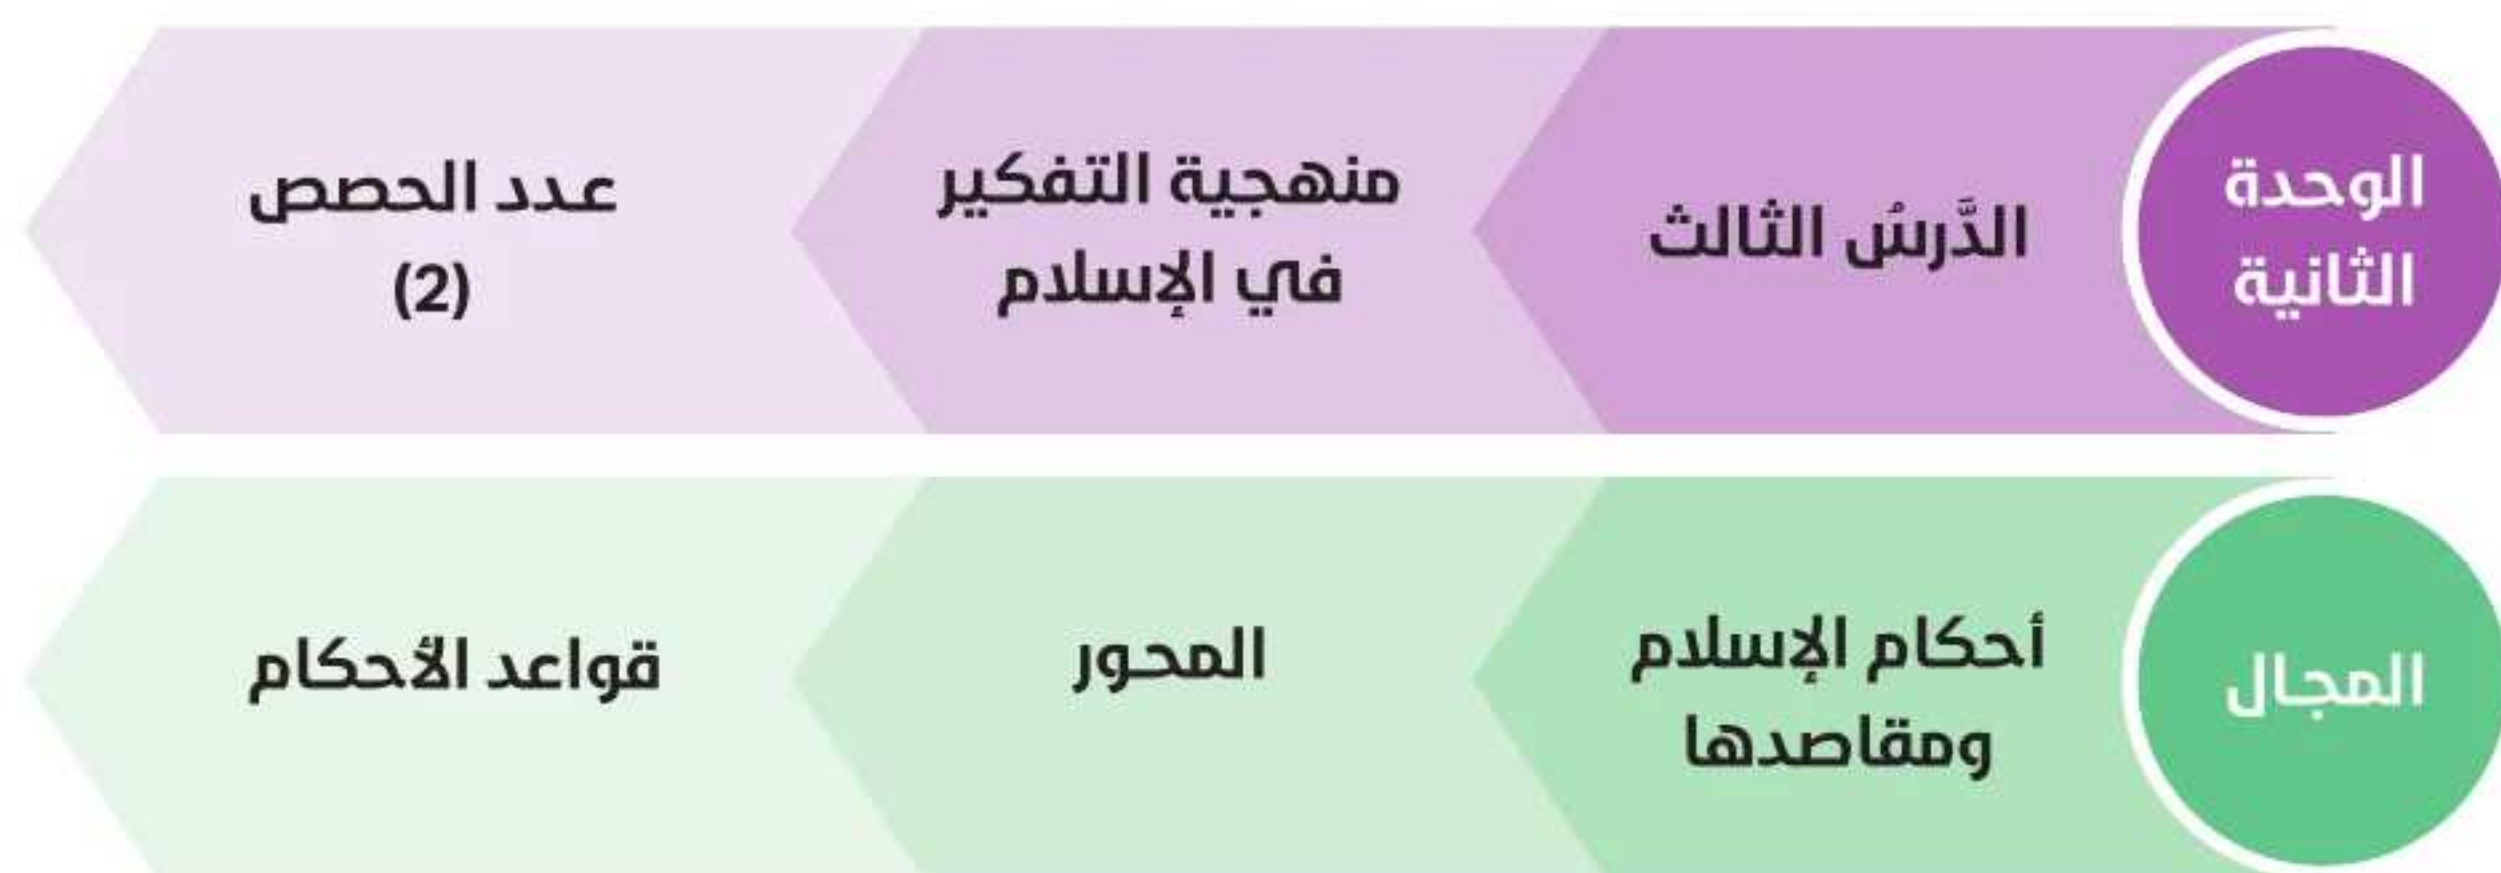 الوحدة
الثانية
الدَّرسُ الثالث
منهجية التفكير
في الإسلام
عدد الحصص
(2)
المجال
أحكام الإسلام
ومقاصدها
المحور
قواعد الأحكام